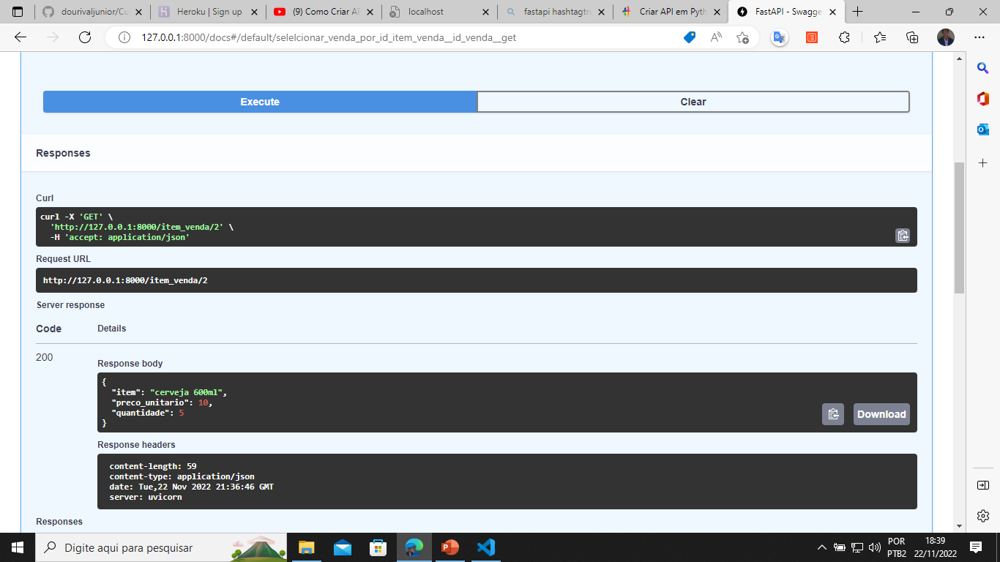 dourivaljunior/Cu
Heroku | Sign up
(9) Como Criar AP
localhost
fastapi hashtagtre
Criar API em Pyth
FastAPI - Swagge
127.0.0.1:8000/docs#/default/selelcionar_venda_por_id_item_venda__id_venda__get
Execute
Clear
Responses
Curl
curl -X 'GET' \
'http://127.0.0.1:8000/item_venda/2' \
-H 'accept: application/json'
Request URL
http://127.0.0.1:8000/item_venda/2
Server response
Code
Details
200
Response body
{
"item": "cerveja 600ml",
"preco_unitario": 10,
"quantidade": 5
}
Download
Response headers
content-length: 59
content-type: application/json
date: Tue,22 Nov 2022 21:36:46 GMT
server: uvicorn
Responses
Digite aqui para pesquisar
POR
PTB2
18:39
22/11/2022